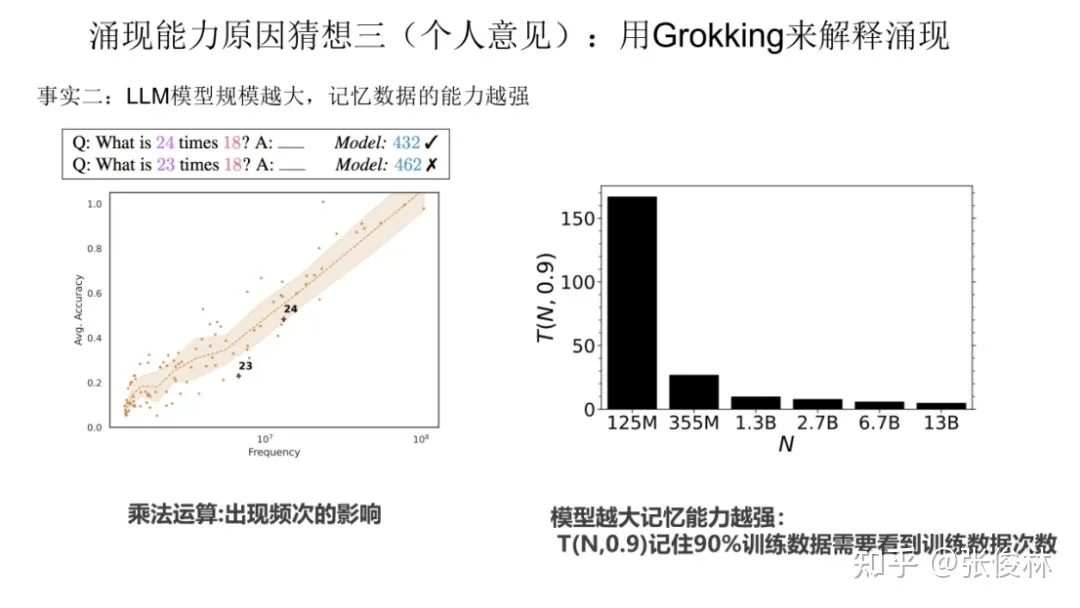 涌现能力原因猜想三（个人意见）：用Grokking来解释涌现
事实二：LLM模型规模越大，记忆数据的能力越强
Q: What is 24 times 18? A: ___ Model: 432 ✓
Q: What is 23 times 18? A: ___ Model: 462 ✗
1.0
0.8
0.6
0.4
0.2
0.0
Avg. Accuracy
24
23
10⁷ 10⁸
Frequency
乘法运算:出现频次的影响
150
100
50
0
T(N, 0.9)
125M 355M 1.3B 2.7B 6.7B 13B
N
模型越大记忆能力越强：
T(N,0.9)记住90%训练数据需要看到训练数据次数
知乎 @张俊林